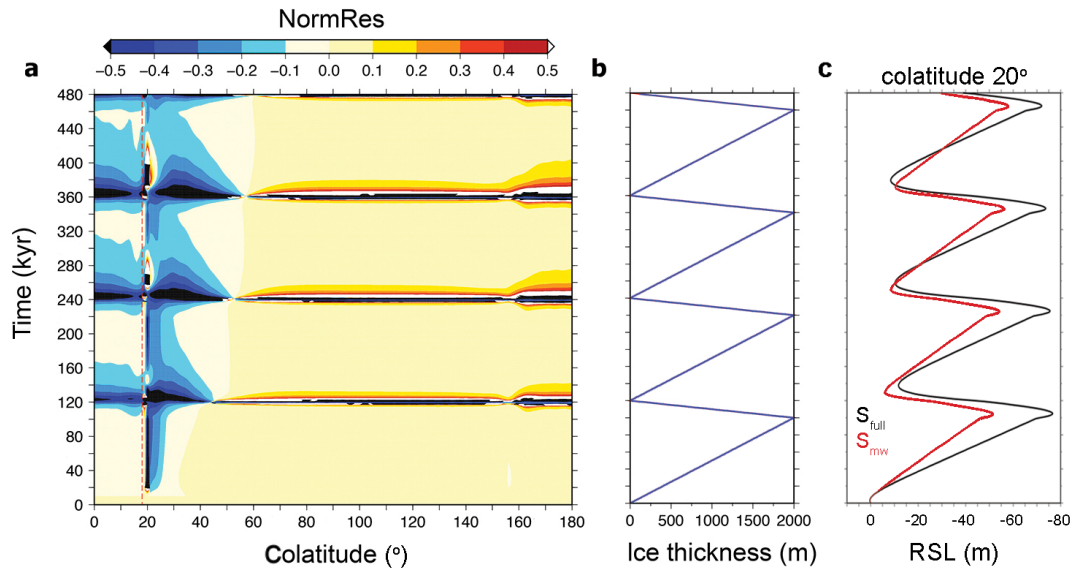 NormRes
−0.5 −0.4 −0.3 −0.2 −0.1 0.0 0.1 0.2 0.3 0.4 0.5
a
Time (kyr)
480
440
400
360
320
280
240
200
160
120
80
40
0
0 20 40 60 80 100 120 140 160 180
Colatitude (°)
b
0 500 1000 1500 2000
Ice thickness (m)
c
colatitude 20°
S full
S mw
0 -20 -40 -60 -80
RSL (m)